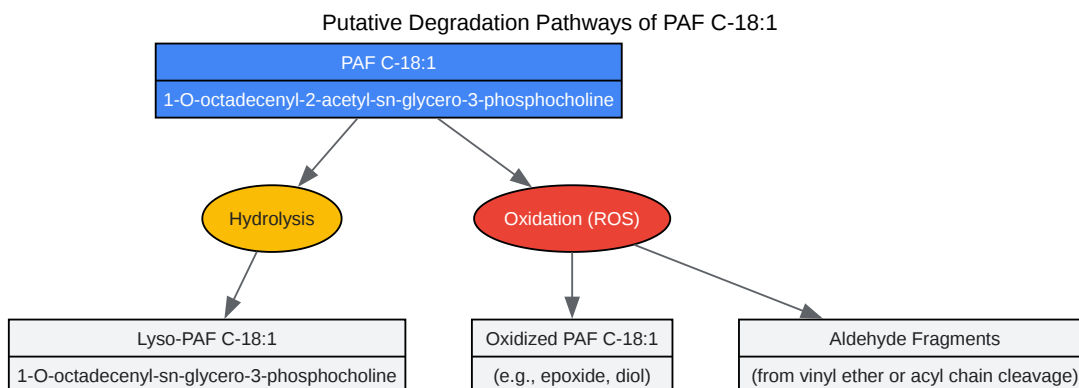 Putative Degradation Pathways of PAF C-18:1
PAF C-18:1
1-O-octadecenyl-2-acetyl-sn-glycero-3-phosphocholine
Hydrolysis
Oxidation (ROS)
Lyso-PAF C-18:1
1-O-octadecenyl-sn-glycero-3-phosphocholine
Oxidized PAF C-18:1
(e.g., epoxide, diol)
Aldehyde Fragments
(from vinyl ether or acyl chain cleavage)